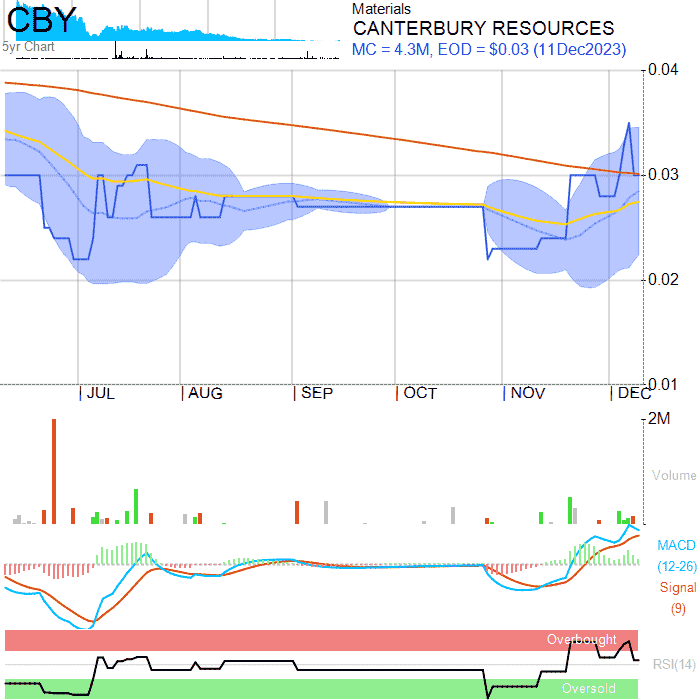 CBY
Materials
CANTERBURY RESOURCES
MC = 4.3M, EOD = $0.03 (11Dec2023)
5yr Chart
0.04
0.03
0.02
0.01
JUL AUG SEP OCT NOV DEC
2M
Volume
MACD
(12-26)
Signal
(9)
Overbought
RSI(14)
Oversold